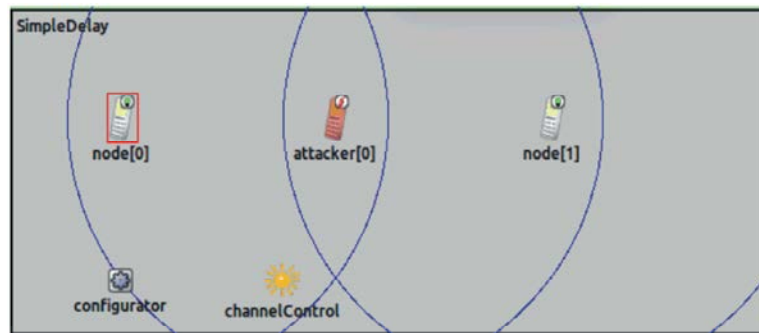 SimpleDelay
node[0]
attacker[0]
node[1]
configurator
channelControl